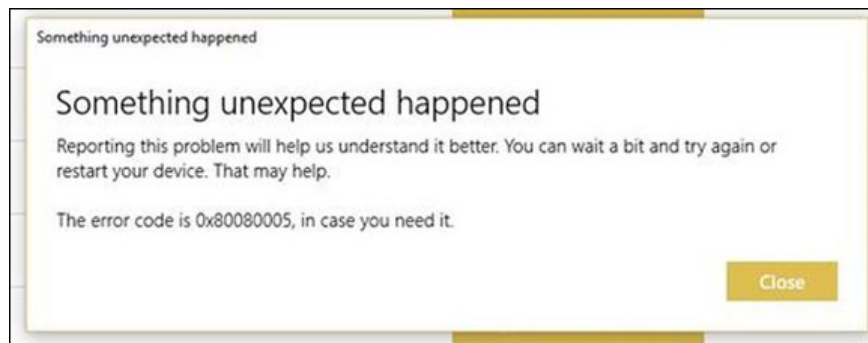 Something unexpected happened
Something unexpected happened
Reporting this problem will help us understand it better. You can wait a bit and try again or
restart your device. That may help.
The error code is 0x80080005, in case you need it.
Close